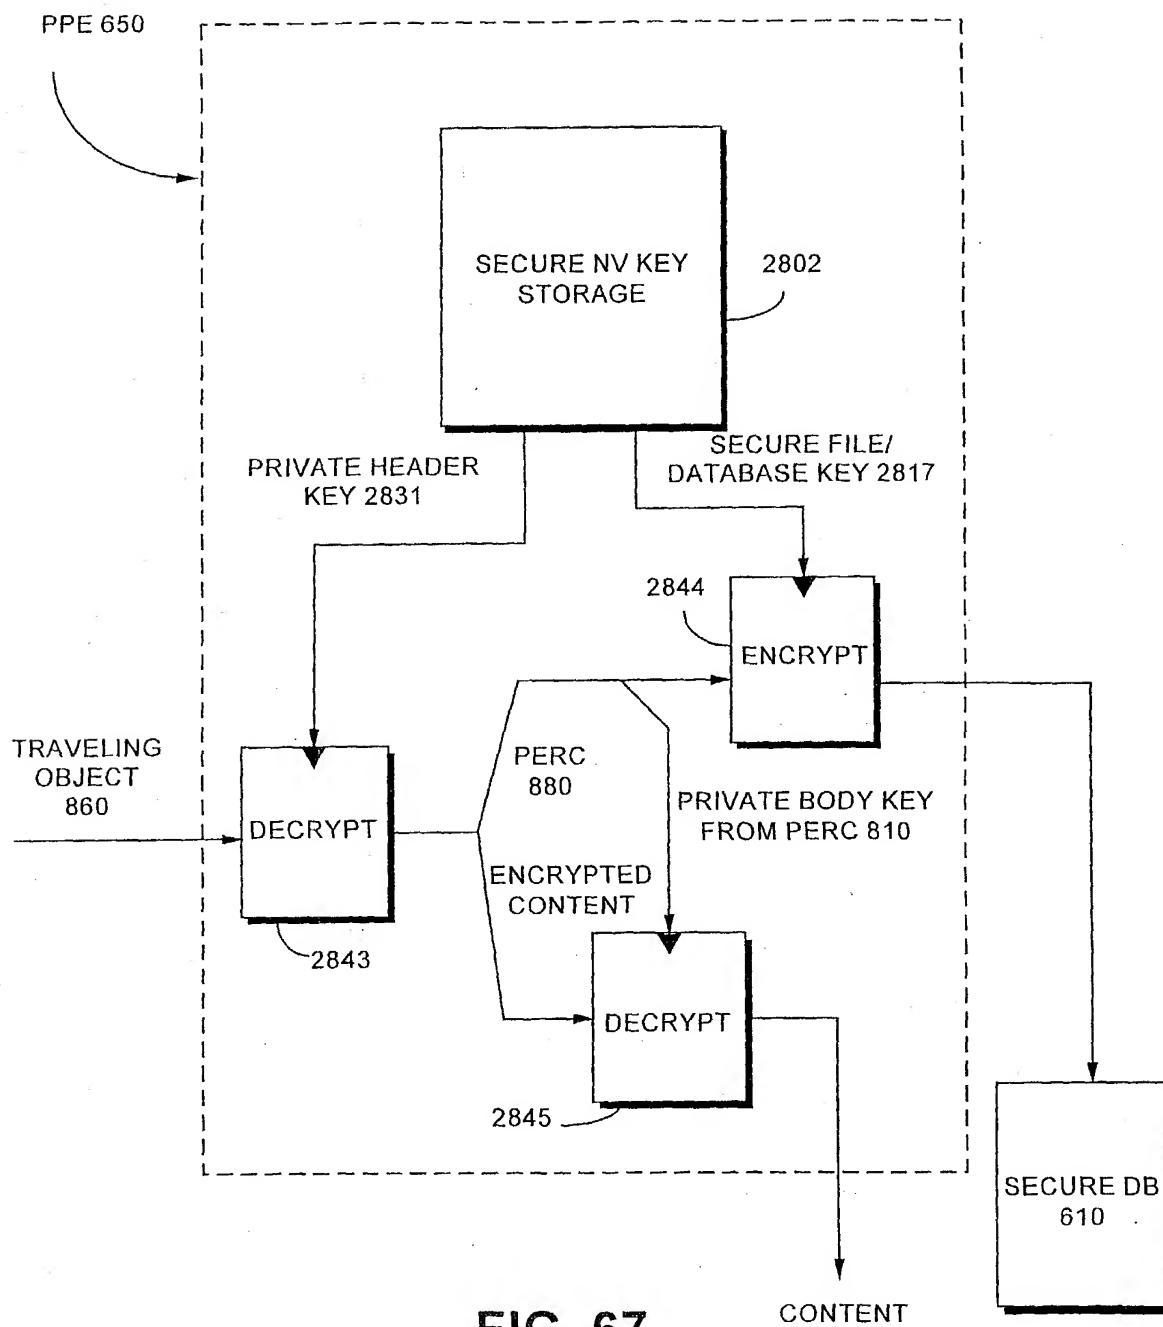 PPE 650
SECURE NV KEY
STORAGE
2802
PRIVATE HEADER
KEY 2831
SECURE FILE/
DATABASE KEY 2817
2844
ENCRYPT
TRAVELING
OBJECT
860
DECRYPT
PERC
880
PRIVATE BODY KEY
FROM PERC 810
ENCRYPTED
CONTENT
2843
DECRYPT
2845
SECURE DB
610
CONTENT
FIG. 67